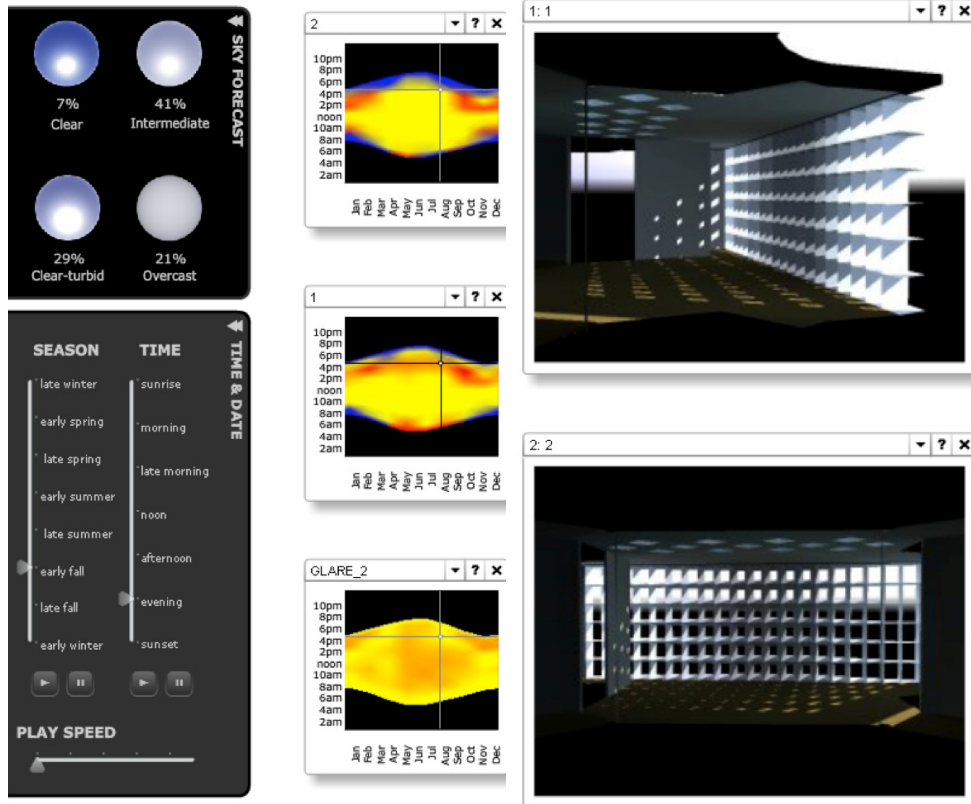 SKY FORECAST
7%
Clear
41%
Intermediate
29%
Clear-turbid
21%
Overcast
TIME & DATE
SEASON
late winter
early spring
late spring
early summer
late summer
early fall
late fall
early winter
TIME
sunrise
morning
late morning
noon
afternoon
evening
sunset
PLAY SPEED
2
?
10pm
8pm
6pm
4pm
2pm
noon
10am
8am
6am
4am
2am
Jan Feb Mar Apr May Jun Jul Aug Sep Oct Nov Dec
1
?
10pm
8pm
6pm
4pm
2pm
noon
10am
8am
6am
4am
2am
Jan Feb Mar Apr May Jun Jul Aug Sep Oct Nov Dec
GLARE_2
?
10pm
8pm
6pm
4pm
2pm
noon
10am
8am
6am
4am
2am
Jan Feb Mar Apr May Jun Jul Aug Sep Oct Nov Dec
1: 1
?
2: 2
?